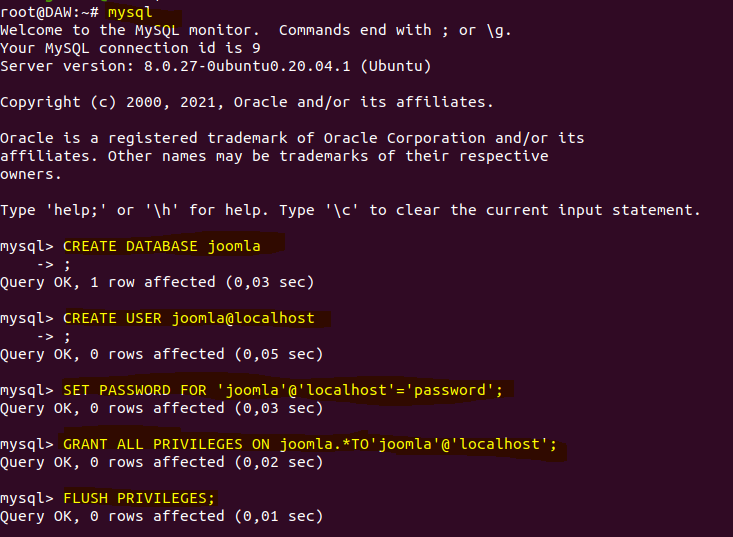 root@DAW:~# mysql
Welcome to the MySQL monitor.  Commands end with ; or \g.
Your MySQL connection id is 9
Server version: 8.0.27-0ubuntu0.20.04.1 (Ubuntu)
Copyright (c) 2000, 2021, Oracle and/or its affiliates.
Oracle is a registered trademark of Oracle Corporation and/or its
affiliates. Other names may be trademarks of their respective
owners.
Type 'help;' or '\h' for help. Type '\c' to clear the current input statement.
mysql> CREATE DATABASE joomla
    -> ;
Query OK, 1 row affected (0,03 sec)
mysql> CREATE USER joomla@localhost
    -> ;
Query OK, 0 rows affected (0,05 sec)
mysql> SET PASSWORD FOR 'joomla'@'localhost'='password';
Query OK, 0 rows affected (0,03 sec)
mysql> GRANT ALL PRIVILEGES ON joomla.*TO'joomla'@'localhost';
Query OK, 0 rows affected (0,02 sec)
mysql> FLUSH PRIVILEGES;
Query OK, 0 rows affected (0,01 sec)